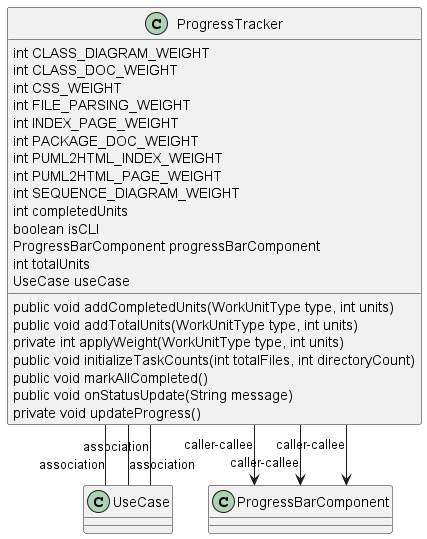 C ProgressTracker
int CLASS_DIAGRAM_WEIGHT
int CLASS_DOC_WEIGHT
int CSS_WEIGHT
int FILE_PARSING_WEIGHT
int INDEX_PAGE_WEIGHT
int PACKAGE_DOC_WEIGHT
int PUML2HTML_INDEX_WEIGHT
int PUML2HTML_PAGE_WEIGHT
int SEQUENCE_DIAGRAM_WEIGHT
int completedUnits
boolean isCLI
ProgressBarComponent progressBarComponent
int totalUnits
UseCase useCase
public void addCompletedUnits(WorkUnitType type, int units)
public void addTotalUnits(WorkUnitType type, int units)
private int applyWeight(WorkUnitType type, int units)
public void initializeTaskCounts(int totalFiles, int directoryCount)
public void markAllCompleted()
public void onStatusUpdate(String message)
private void updateProgress()
association caller-callee caller-callee
association association caller-callee
C UseCase C ProgressBarComponent